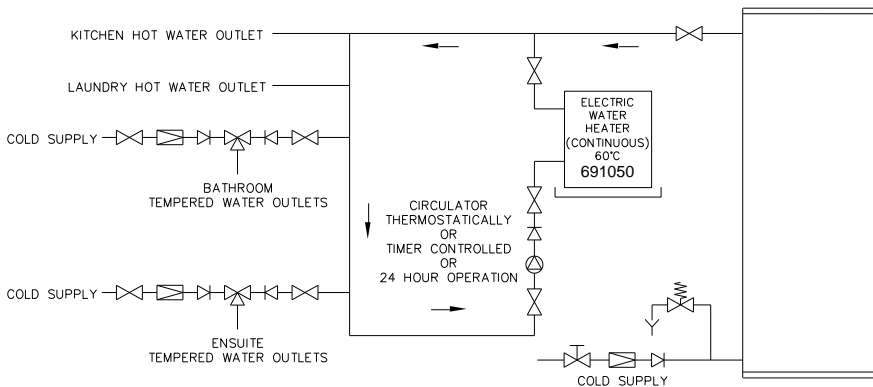 KITCHEN HOT WATER OUTLET
LAUNDRY HOT WATER OUTLET
COLD SUPPLY
BATHROOM
TEMPERED WATER OUTLETS
ELECTRIC
WATER
HEATER
(CONTINUOUS)
60°C
691050
CIRCULATOR
THERMOSTATICALLY
OR
TIMER CONTROLLED
OR
24 HOUR OPERATION
COLD SUPPLY
ENSUITE
TEMPERED WATER OUTLETS
COLD SUPPLY